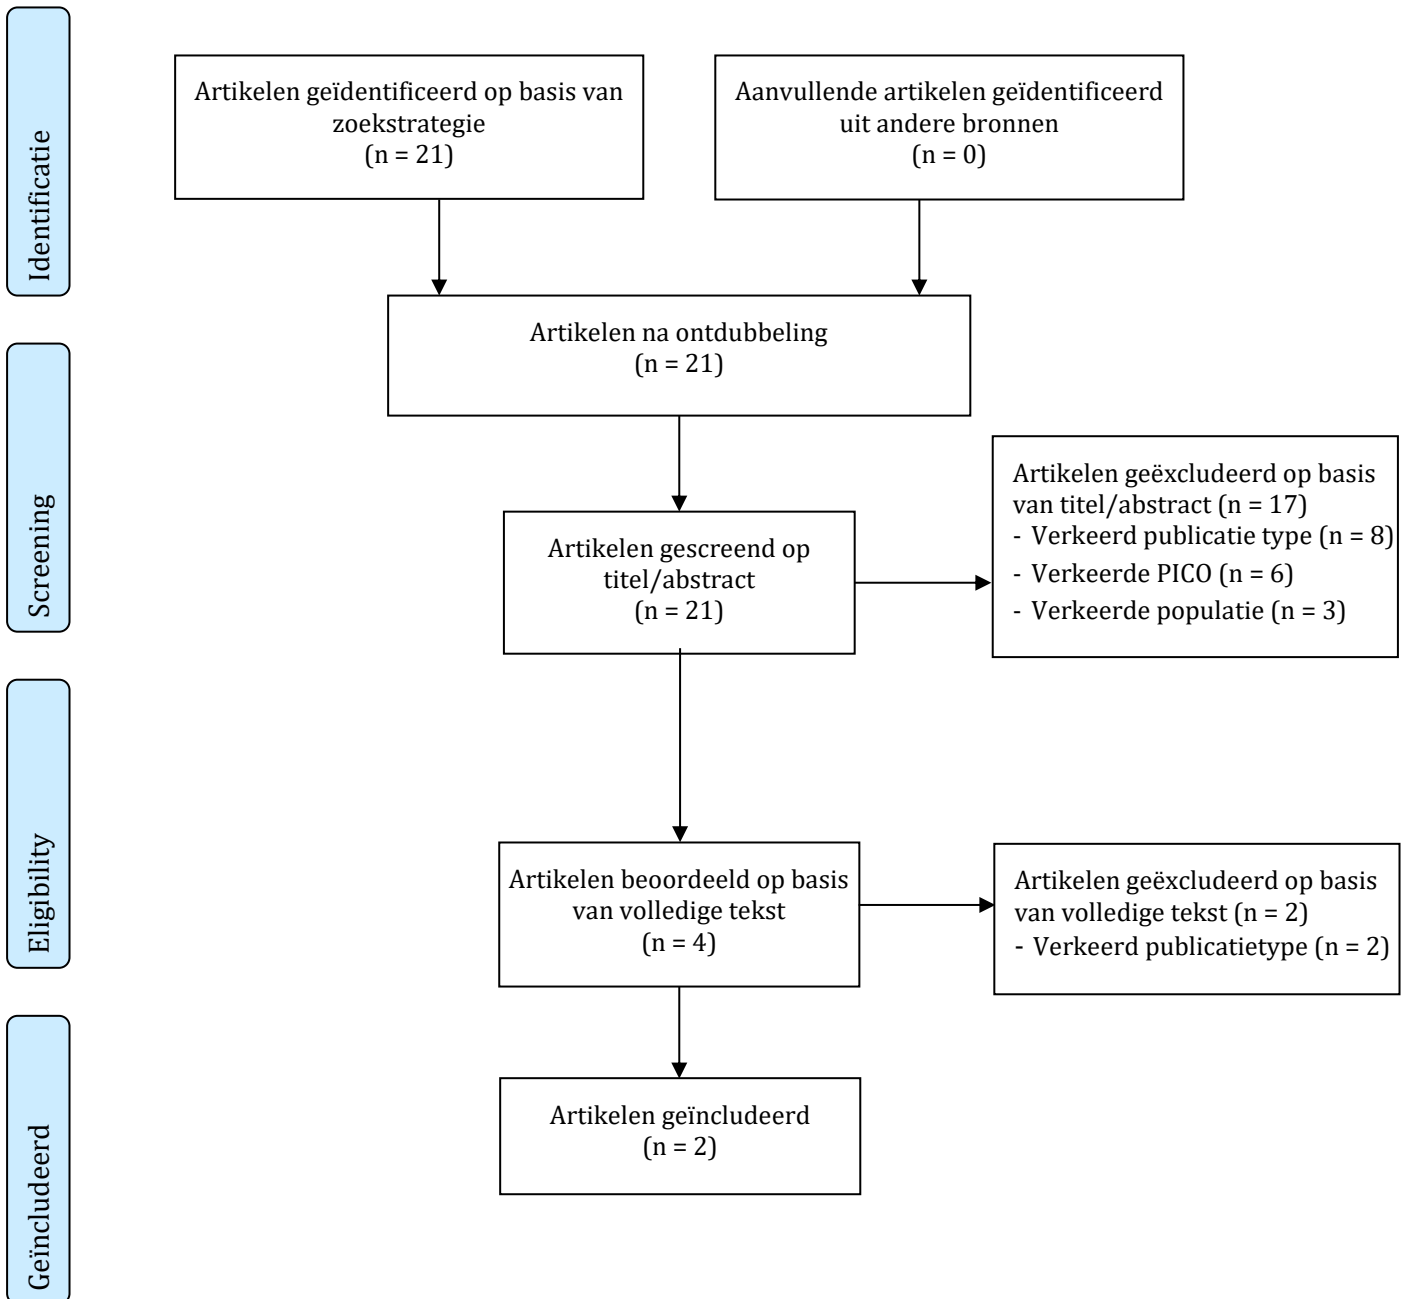 Identificatie
Artikelen geïdentificeerd op basis van
zoekstrategie
(n = 21)
Aanvullende artikelen geïdentificeerd
uit andere bronnen
(n = 0)
Artikelen na ontdubbeling
(n = 21)
Screening
Artikelen gescreend op
titel/abstract
(n = 21)
Artikelen geëxcludeerd op basis
van titel/abstract (n = 17)
- Verkeerd publicatie type (n = 8)
- Verkeerde PICO (n = 6)
- Verkeerde populatie (n = 3)
Eligibility
Artikelen beoordeeld op basis
van volledige tekst
(n = 4)
Artikelen geëxcludeerd op basis
van volledige tekst (n = 2)
- Verkeerd publicatietype (n = 2)
Geïncludeerd
Artikelen geïncludeerd
(n = 2)